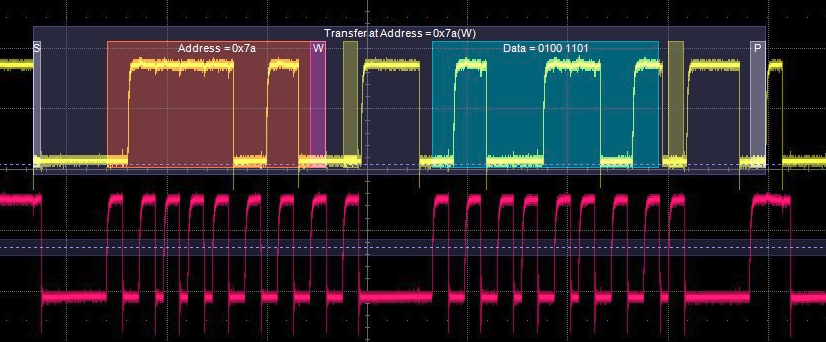 Transfer at Address = 0x7a(W)
S
Address = 0x7a
W
Data = 0100 1101
P